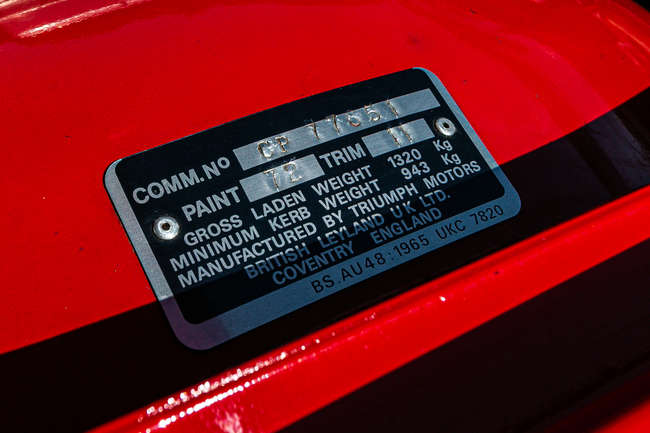 COMM.No CP 77651
PAINT 72 TRIM 11
GROSS LADEN WEIGHT 1320 Kg
MINIMUM KERB WEIGHT 943 Kg
MANUFACTURED BY TRIUMPH MOTORS
BRITISH LEYLAND UK LTD.
COVENTRY ENGLAND
BS.AU48:1965 UKC 7820